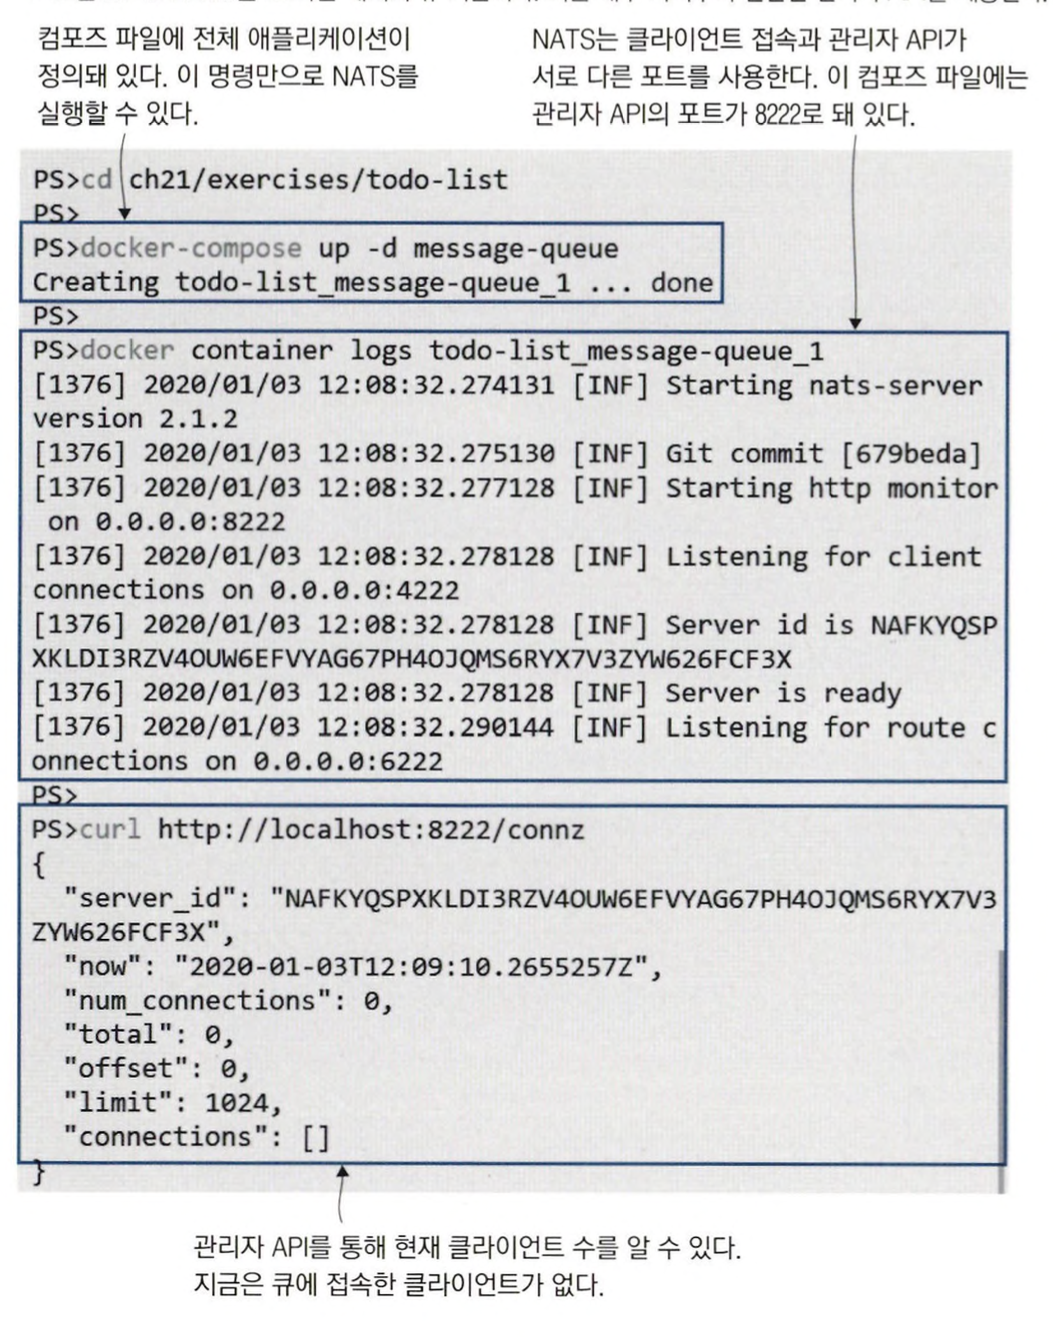 컴포즈 파일에 전체 애플리케이션이
정의돼 있다. 이 명령만으로 NATS를
실행할 수 있다.
NATS는 클라이언트 접속과 관리자 API가
서로 다른 포트를 사용한다. 이 컴포즈 파일에는
관리자 API의 포트가 8222로 돼 있다.
PS>cd ch21/exercises/todo-list
PS>
PS>docker-compose up -d message-queue
Creating todo-list_message-queue_1 ... done
PS>
PS>docker container logs todo-list_message-queue_1
[1376] 2020/01/03 12:08:32.274131 [INF] Starting nats-server
version 2.1.2
[1376] 2020/01/03 12:08:32.275130 [INF] Git commit [679beda]
[1376] 2020/01/03 12:08:32.277128 [INF] Starting http monitor
on 0.0.0.0:8222
[1376] 2020/01/03 12:08:32.278128 [INF] Listening for client
connections on 0.0.0.0:4222
[1376] 2020/01/03 12:08:32.278128 [INF] Server id is NAFKYQSP
XKLDI3RZV4OUW6EFVYAG67PH4OJQMS6RYX7V3ZYW626FCF3X
[1376] 2020/01/03 12:08:32.278128 [INF] Server is ready
[1376] 2020/01/03 12:08:32.290144 [INF] Listening for route c
onnections on 0.0.0.0:6222
PS>
PS>curl http://localhost:8222/connz
{
"server_id": "NAFKYQSPXKLDI3RZV4OUW6EFVYAG67PH4OJQMS6RYX7V3
ZYW626FCF3X",
"now": "2020-01-03T12:09:10.2655257Z",
"num_connections": 0,
"total": 0,
"offset": 0,
"limit": 1024,
"connections": []
}
관리자 API를 통해 현재 클라이언트 수를 알 수 있다.
지금은 큐에 접속한 클라이언트가 없다.